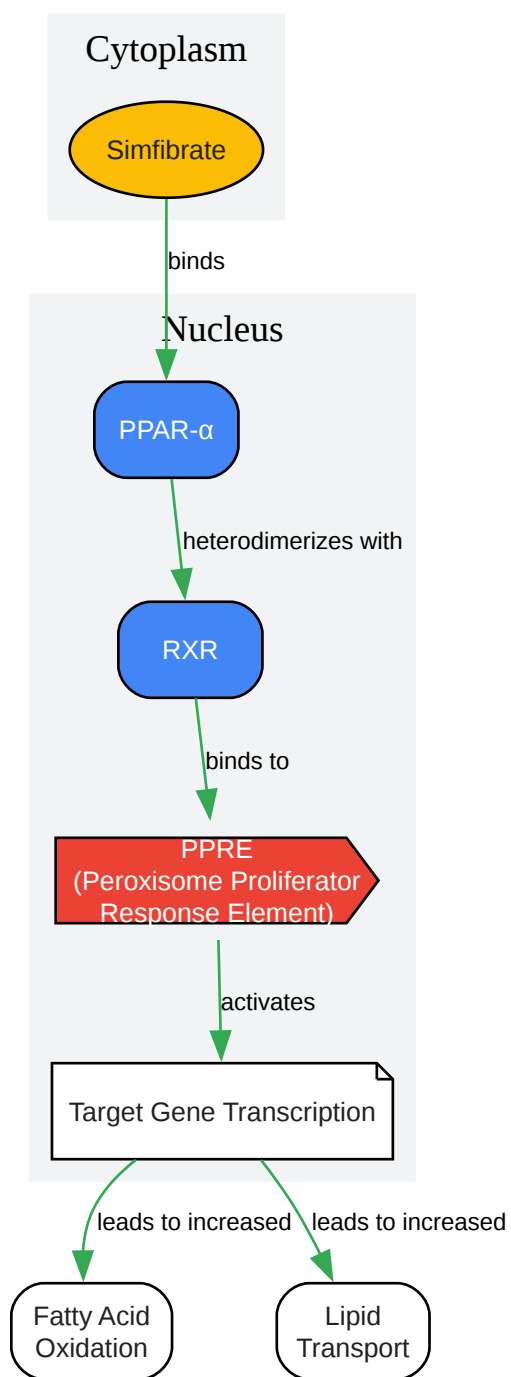 Cytoplasm
Simfibrate
binds
Nucleus
PPAR-α
heterodimerizes with
RXR
binds to
PPRE
(Peroxisome Proliferator
Response Element)
activates
Target Gene Transcription
leads to increased
leads to increased
Fatty Acid
Oxidation
Lipid
Transport